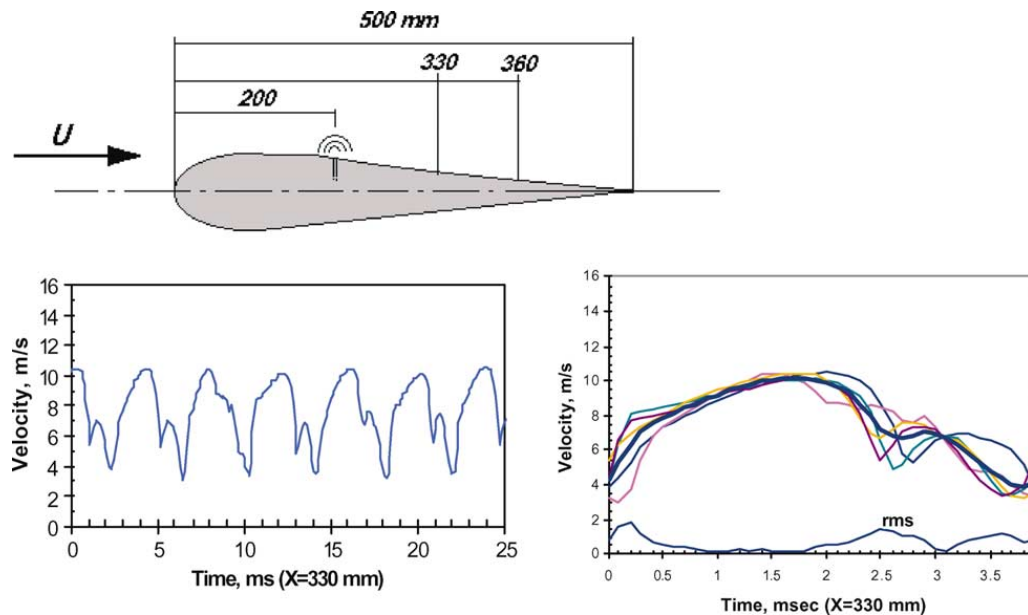 500 mm
330 360
200
U
16
14
12
10
8
6
4
2
0
Velocity, m/s
0 5 10 15 20 25
Time, ms (X=330 mm)
16
14
12
10
8
6
4
2
0
Velocity, m/s
rms
0 0.5 1 1.5 2 2.5 3 3.5
Time, msec (X=330 mm)